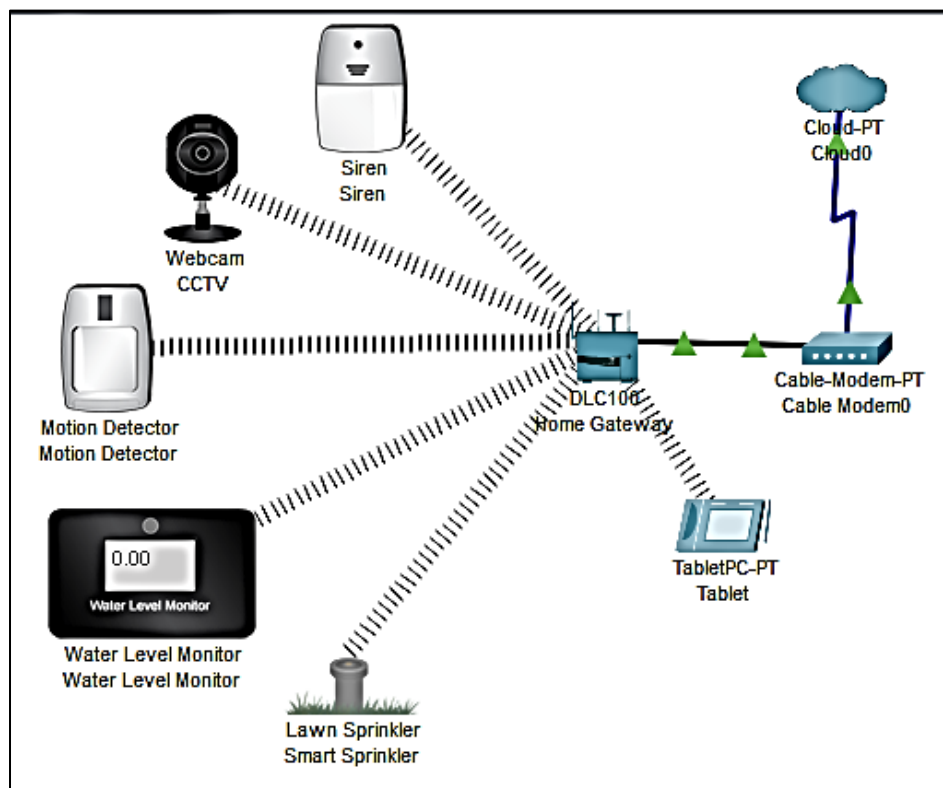 Siren
Siren
Cloud-PT
Cloud0
Webcam
CCTV
DLC100
Home Gateway
Cable-Modem-PT
Cable Modem0
Motion Detector
Motion Detector
TabletPC-PT
Tablet
0.00
Water Level Monitor
Water Level Monitor
Water Level Monitor
Lawn Sprinkler
Smart Sprinkler